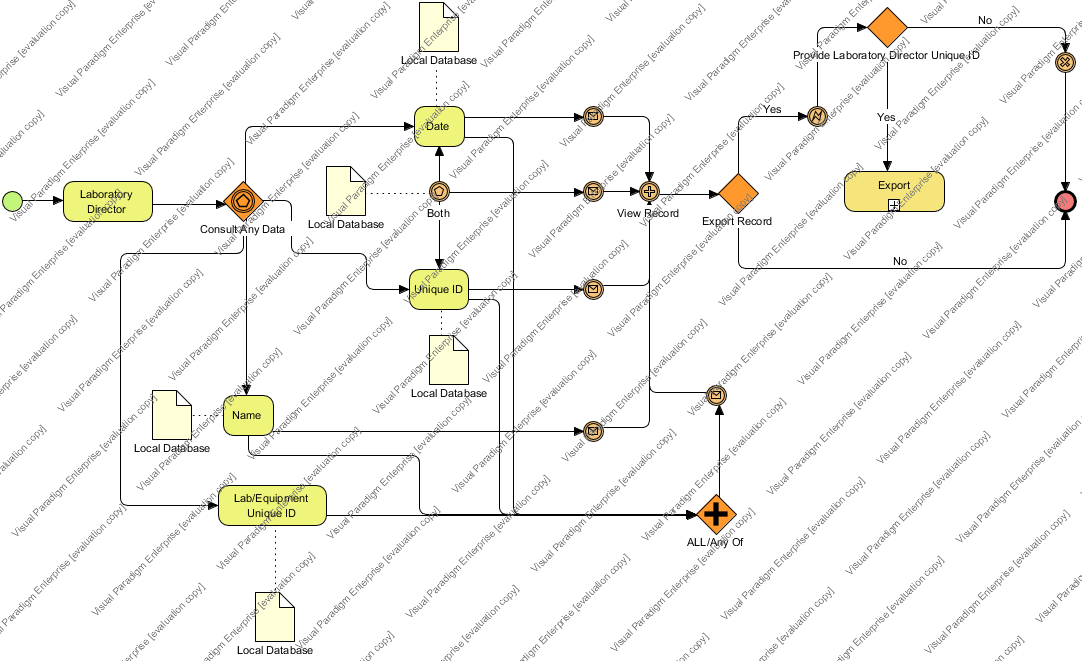 Local Database
No
Provide Laboratory Director Unique ID
Yes
Date
Yes
Laboratory
Director
Export
Local Database
Both
View Record
Export Record
Consult Any Data
No
Unique ID
Local Database
Name
Local Database
Lab/Equipment
Unique ID
ALL/Any Of
Local Database
Visual Paradigm Enterprise [evaluation copy]